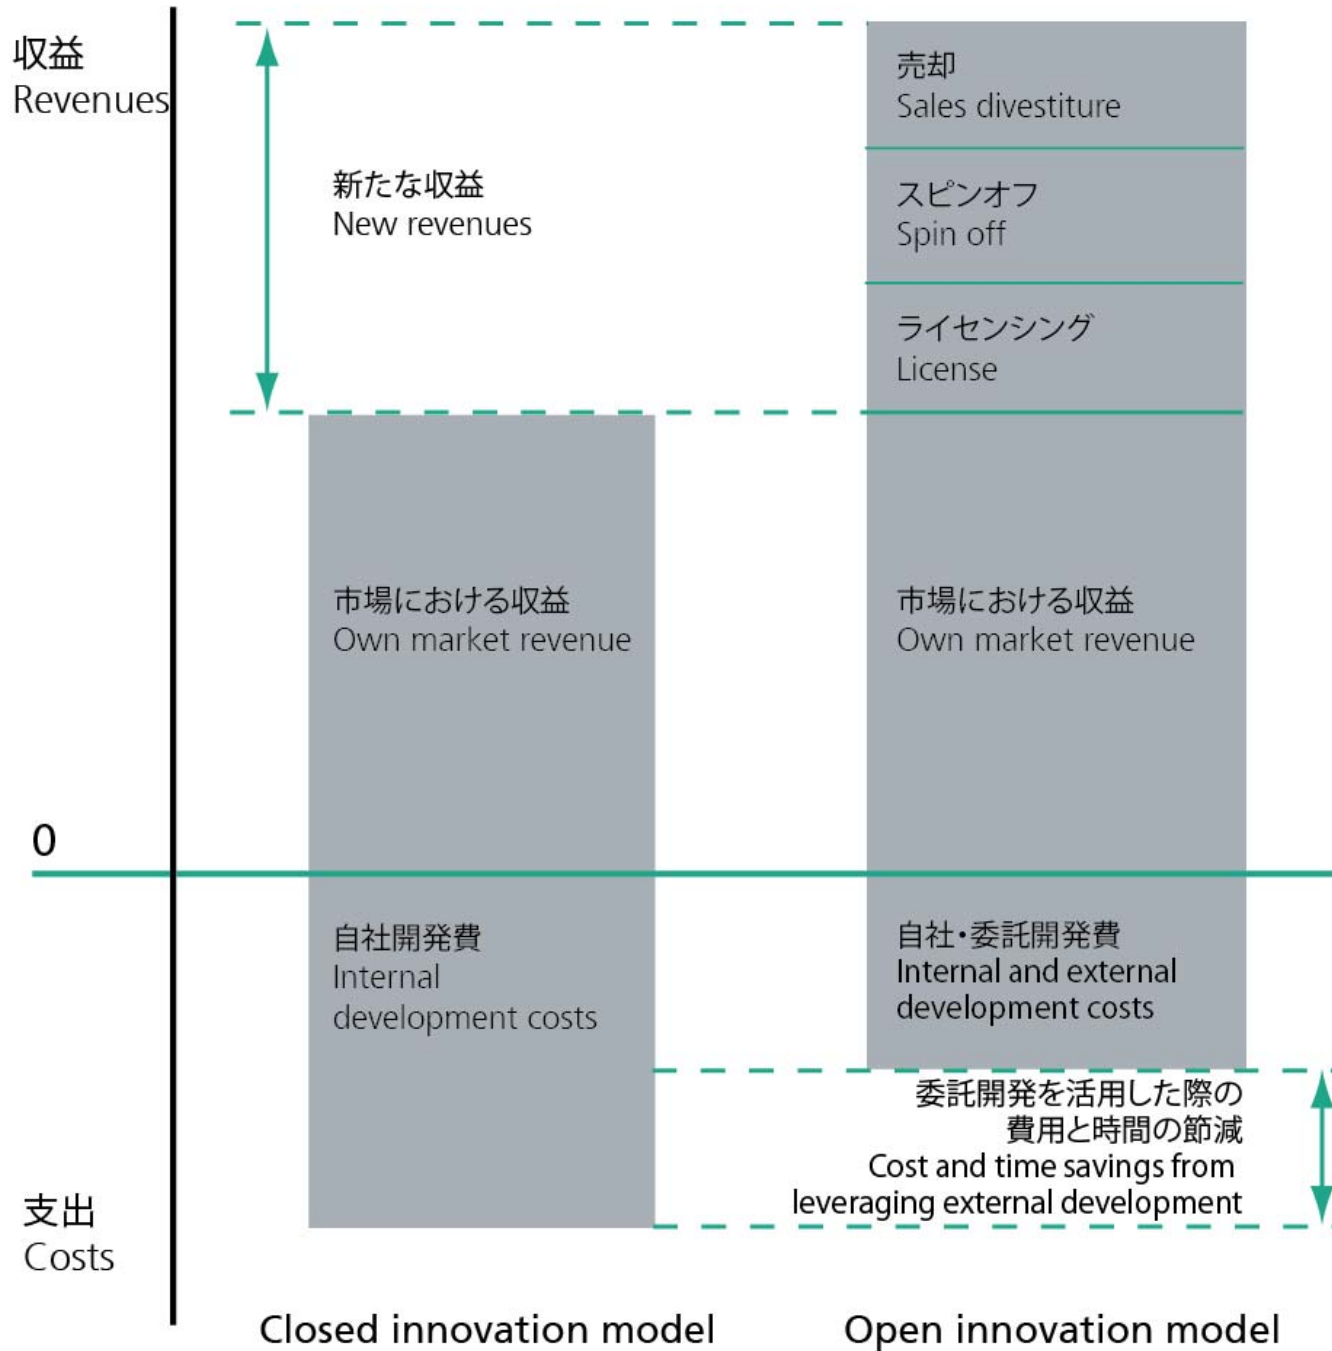 収益
Revenues
新たな収益
New revenues
売却
Sales divestiture
スピンオフ
Spin off
ライセンシング
License
市場における収益
Own market revenue
市場における収益
Own market revenue
0
自社開発費
Internal
development costs
自社・委託開発費
Internal and external
development costs
委託開発を活用した際の
費用と時間の節減
Cost and time savings from
leveraging external development
支出
Costs
Closed innovation model
Open innovation model